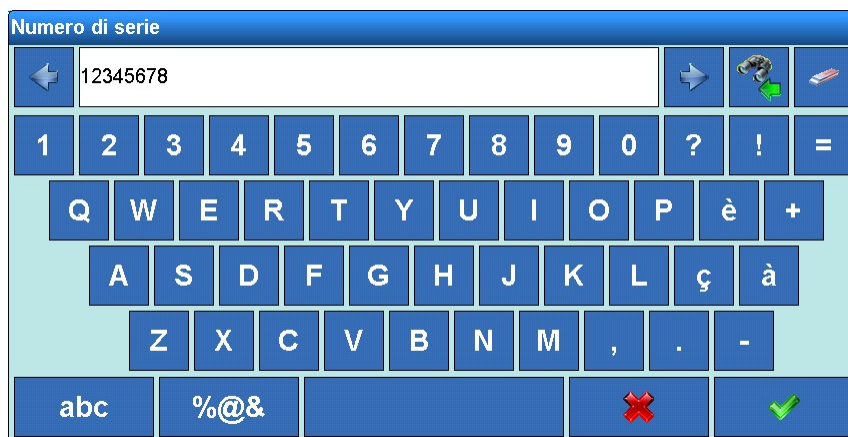 Numero di serie
12345678
1 2 3 4 5 6 7 8 9 0 ? ! =
Q W E R T Y U I O P è +
A S D F G H J K L ç à
Z X C V B N M , . -
abc %@&